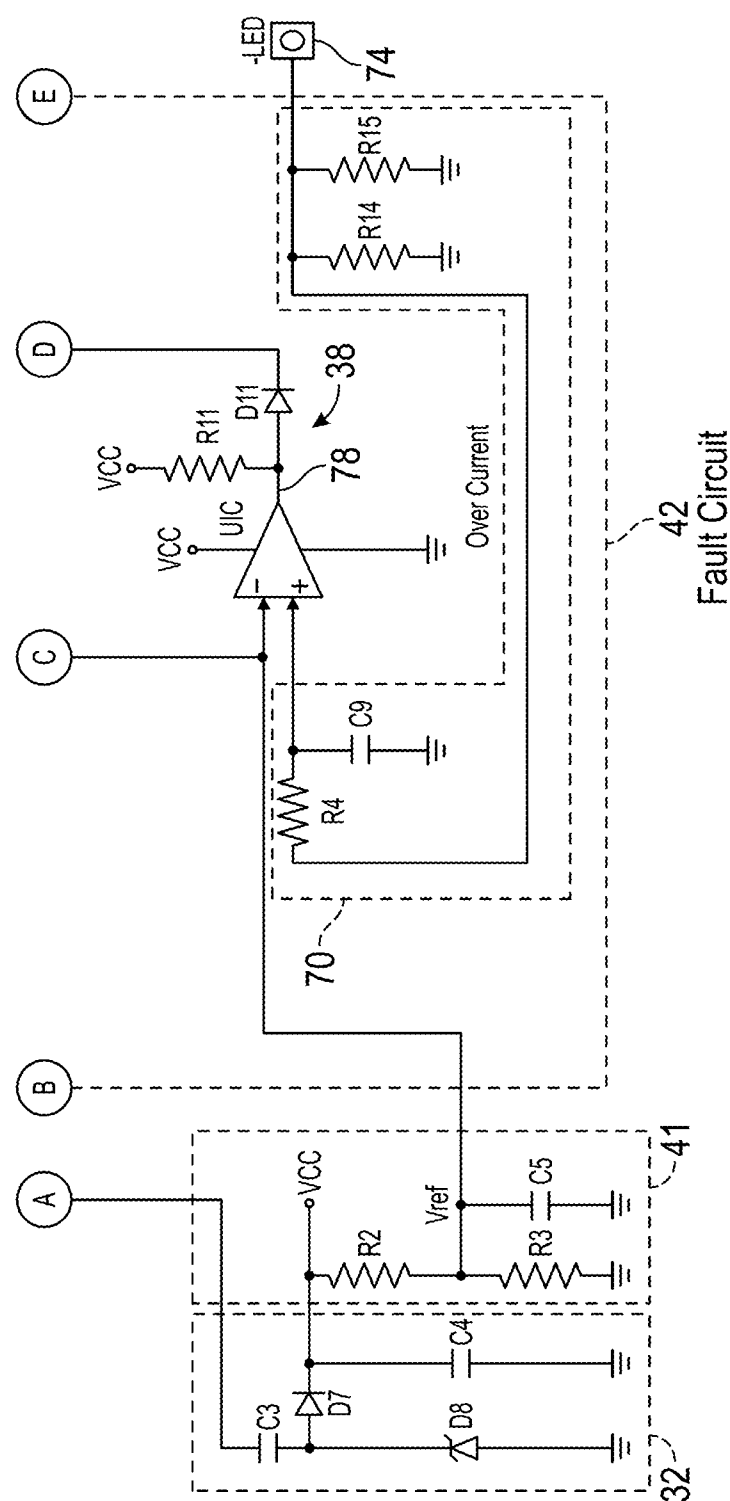 E
D
C
B
A
-LED
74
R15
R14
VCC
R11
D11
38
VCC
UIC
78
-
+
Over Current
C9
R4
70
42
Fault Circuit
41
VCC
Vref
C5
R2
R3
C4
C3
D7
D8
32